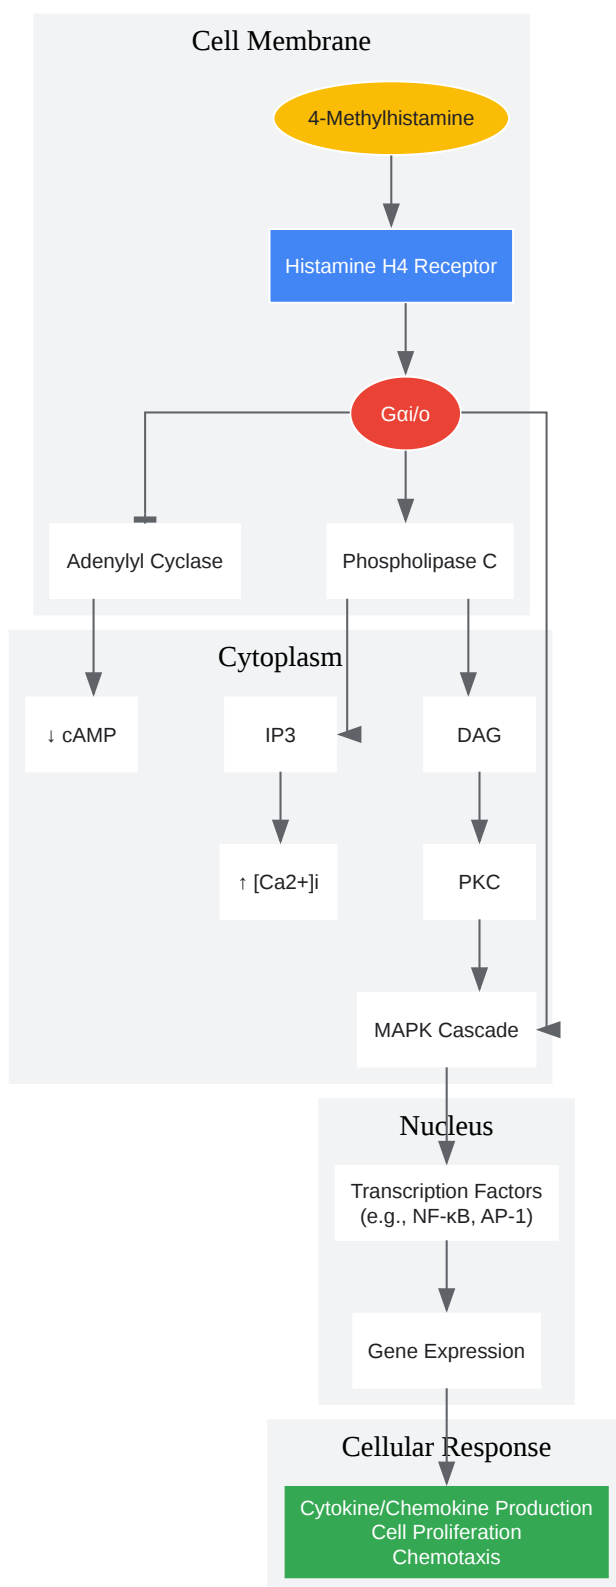 Cell Membrane
4-Methylhistamine
Histamine H4 Receptor
Gαi/o
Adenylyl Cyclase
Phospholipase C
Cytoplasm
↓ cAMP
IP3
DAG
↑ [Ca2+]i
PKC
MAPK Cascade
Nucleus
Transcription Factors
(e.g., NF-κB, AP-1)
Gene Expression
Cellular Response
Cytokine/Chemokine Production
Cell Proliferation
Chemotaxis